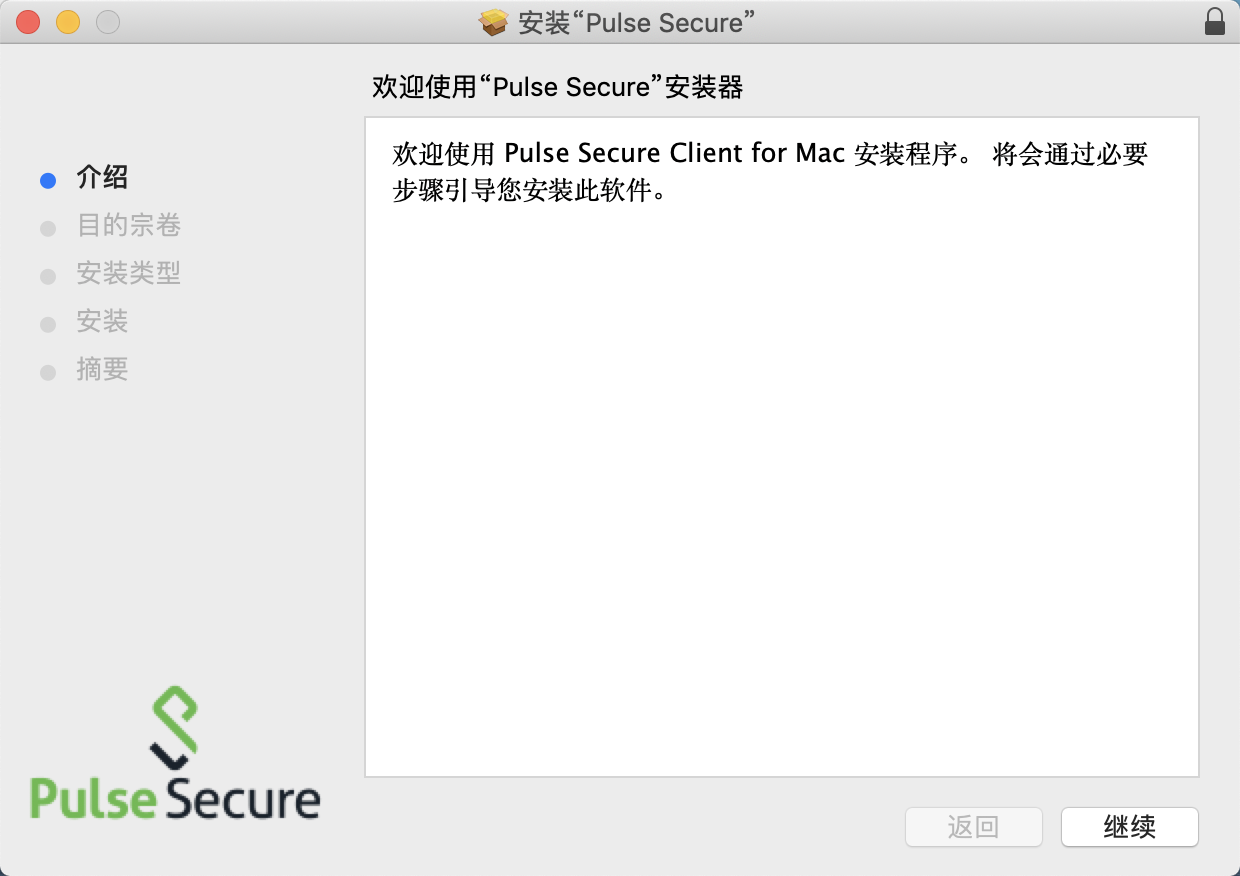 安装“Pulse Secure”
欢迎使用“Pulse Secure”安装器
介绍
目的宗卷
安装类型
安装
摘要
欢迎使用 Pulse Secure Client for Mac 安装程序。 将会通过必要
步骤引导您安装此软件。
Pulse Secure
返回
继续